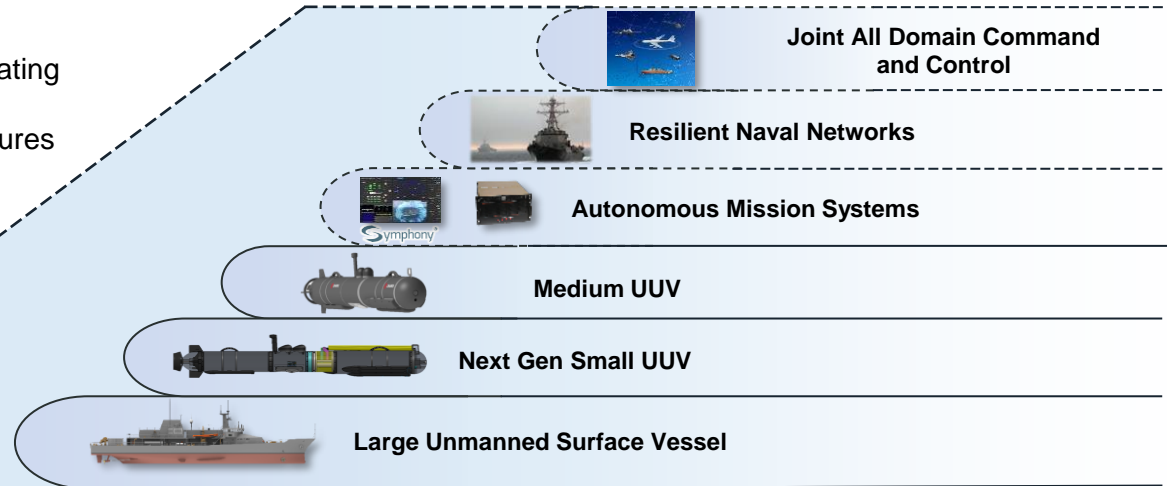 ating
ures
Joint All Domain Command
and Control
Resilient Naval Networks
Autonomous Mission Systems
Symphony
Medium UUV
Next Gen Small UUV
Large Unmanned Surface Vessel